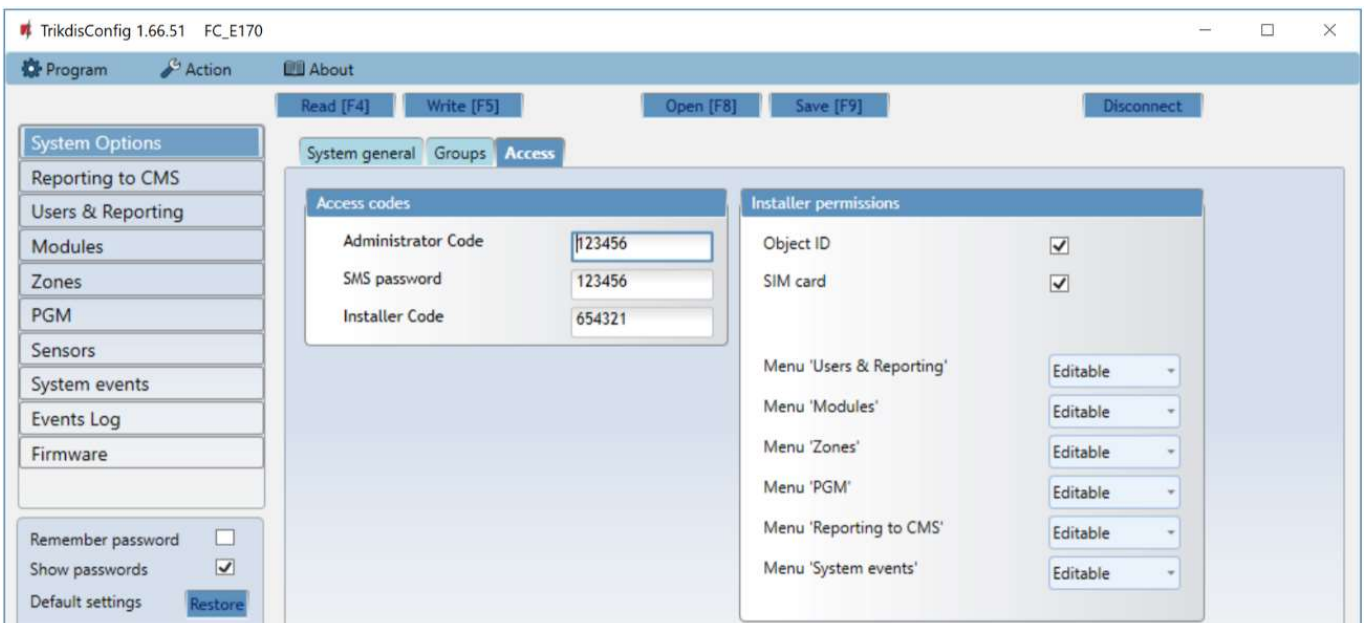 TrikdisConfig 1.66.51 FC_E170
Program Action About
Read [F4] Write [F5] Open [F8] Save [F9] Disconnect
System Options
Reporting to CMS
Users & Reporting
Modules
Zones
PGM
Sensors
System events
Events Log
Firmware
Remember password
Show passwords
Default settings Restore
System general Groups Access
Access codes
Administrator Code 123456
SMS password 123456
Installer Code 654321
Installer permissions
Object ID
SIM card
Menu 'Users & Reporting' Editable
Menu 'Modules' Editable
Menu 'Zones' Editable
Menu 'PGM' Editable
Menu 'Reporting to CMS' Editable
Menu 'System events' Editable